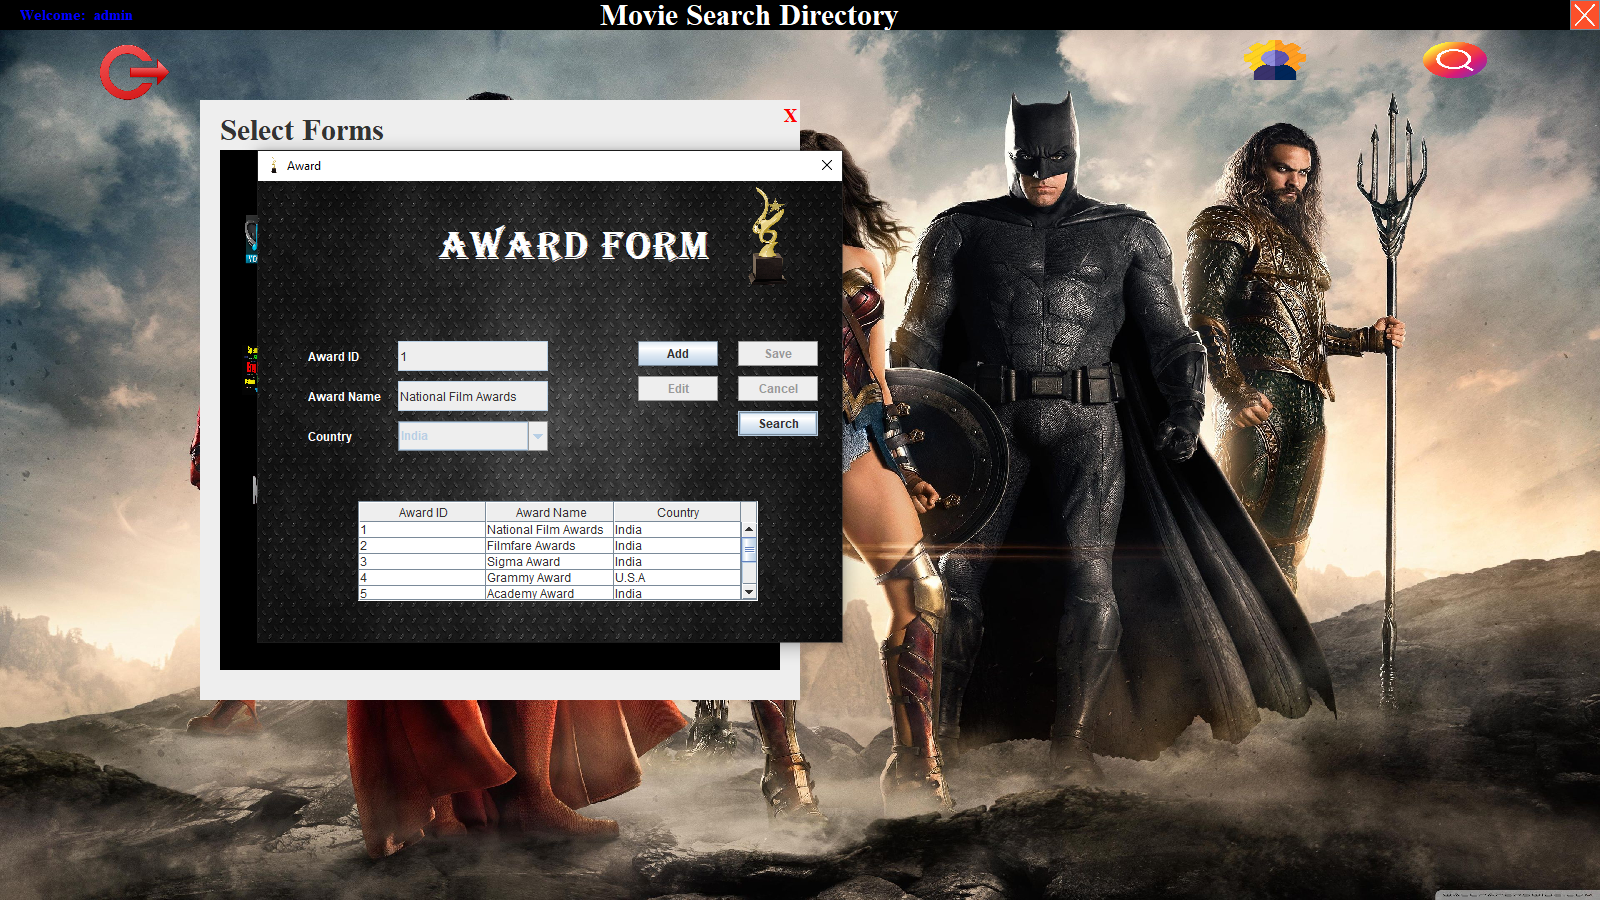 Welcome: admin
Movie Search Directory
X
Select Forms
Award
AWARD FORM
Award ID
1
Add
Save
Award Name
National Film Awards
Edit
Cancel
Country
India
Search
Award ID Award Name Country
1 National Film Awards India
2 Filmfare Awards India
3 Sigma Award India
4 Grammy Award U.S.A
5 Academy Award India